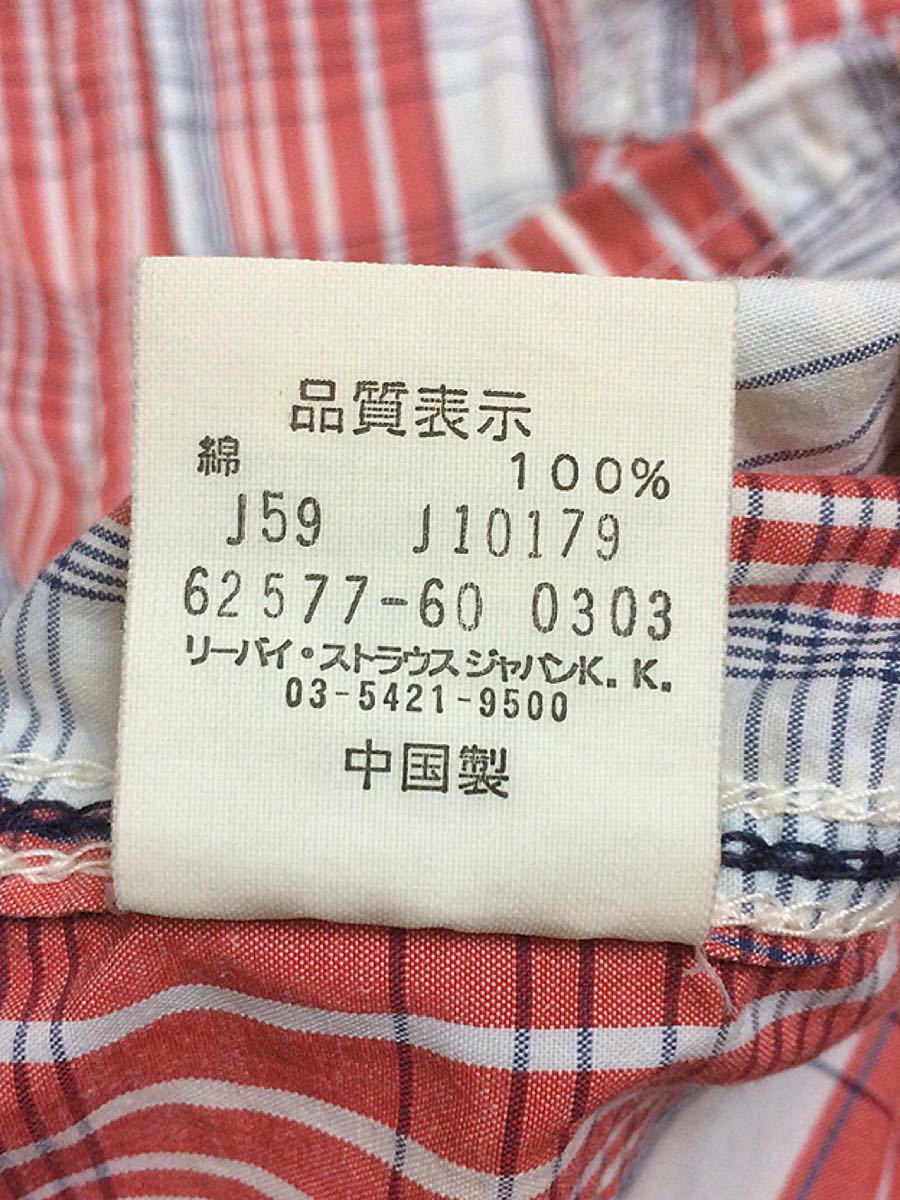 品質表示
綿 100%
J59 J10179
62577-60 0303
リーバイ・ストラウスジャパンK.K.
03-5421-9500
中国製